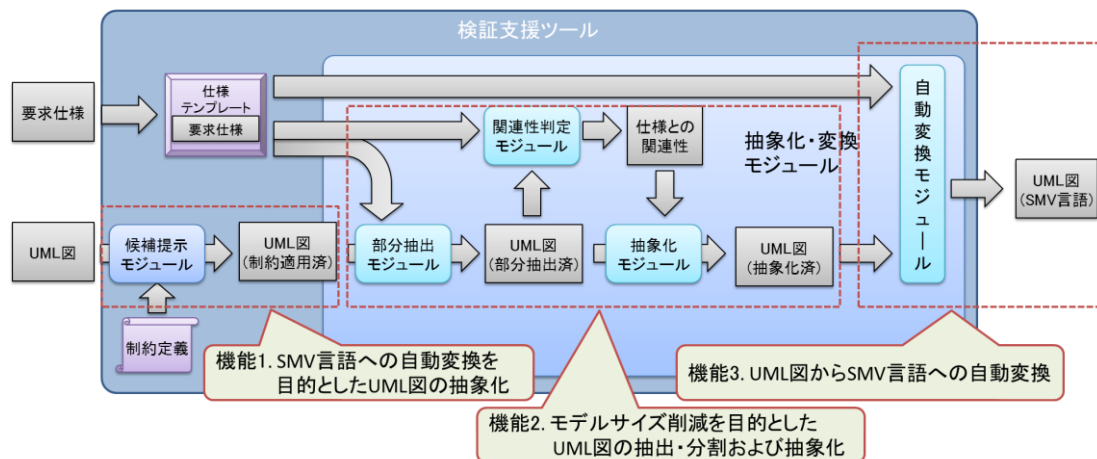 検証支援ツール
要求仕様
仕様
テンプレート
要求仕様
関連性判定
モジュール
仕様との
関連性
抽象化・変換
モジュール
自動変換モジュール
UML図
(SMV言語)
UML図
候補提示
モジュール
UML図
(制約適用済)
部分抽出
モジュール
UML図
(部分抽出済)
抽象化
モジュール
UML図
(抽象化済)
制約定義
機能1. SMV言語への自動変換を
目的としたUML図の抽象化
機能2. モデルサイズ削減を目的とした
UML図の抽出・分割および抽象化
機能3. UML図からSMV言語への自動変換